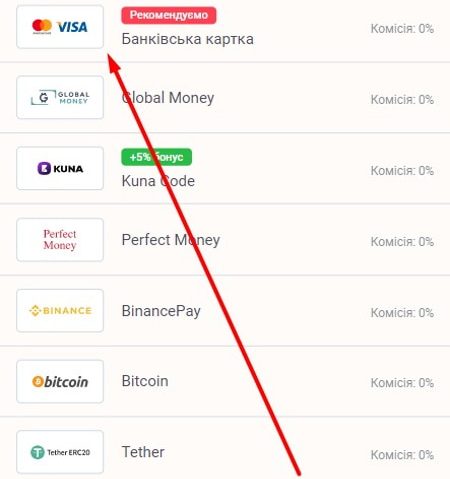 VISA
Рекомендуємо
Банківська картка
Комісія: 0%
GLOBAL
MONEY
Global Money
Комісія: 0%
KUNA
+5% бонус
Kuna Code
Комісія: 0%
Perfect
Money
Perfect Money
Комісія: 0%
BINANCE
BinancePay
Комісія: 0%
bitcoin
Bitcoin
Комісія: 0%
Tether ERC20
Tether
Комісія: 0%